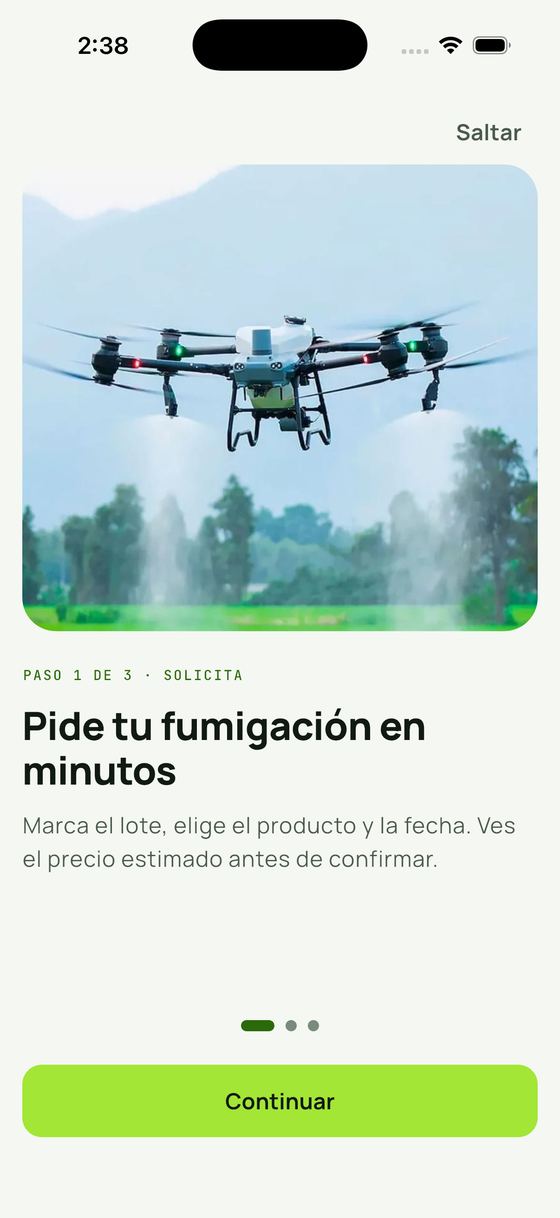 2:38
Saltar
PASO 1 DE 3 · SOLICITA
Pide tu fumigación en
minutos
Marca el lote, elige el producto y la fecha. Ves
el precio estimado antes de confirmar.
Continuar